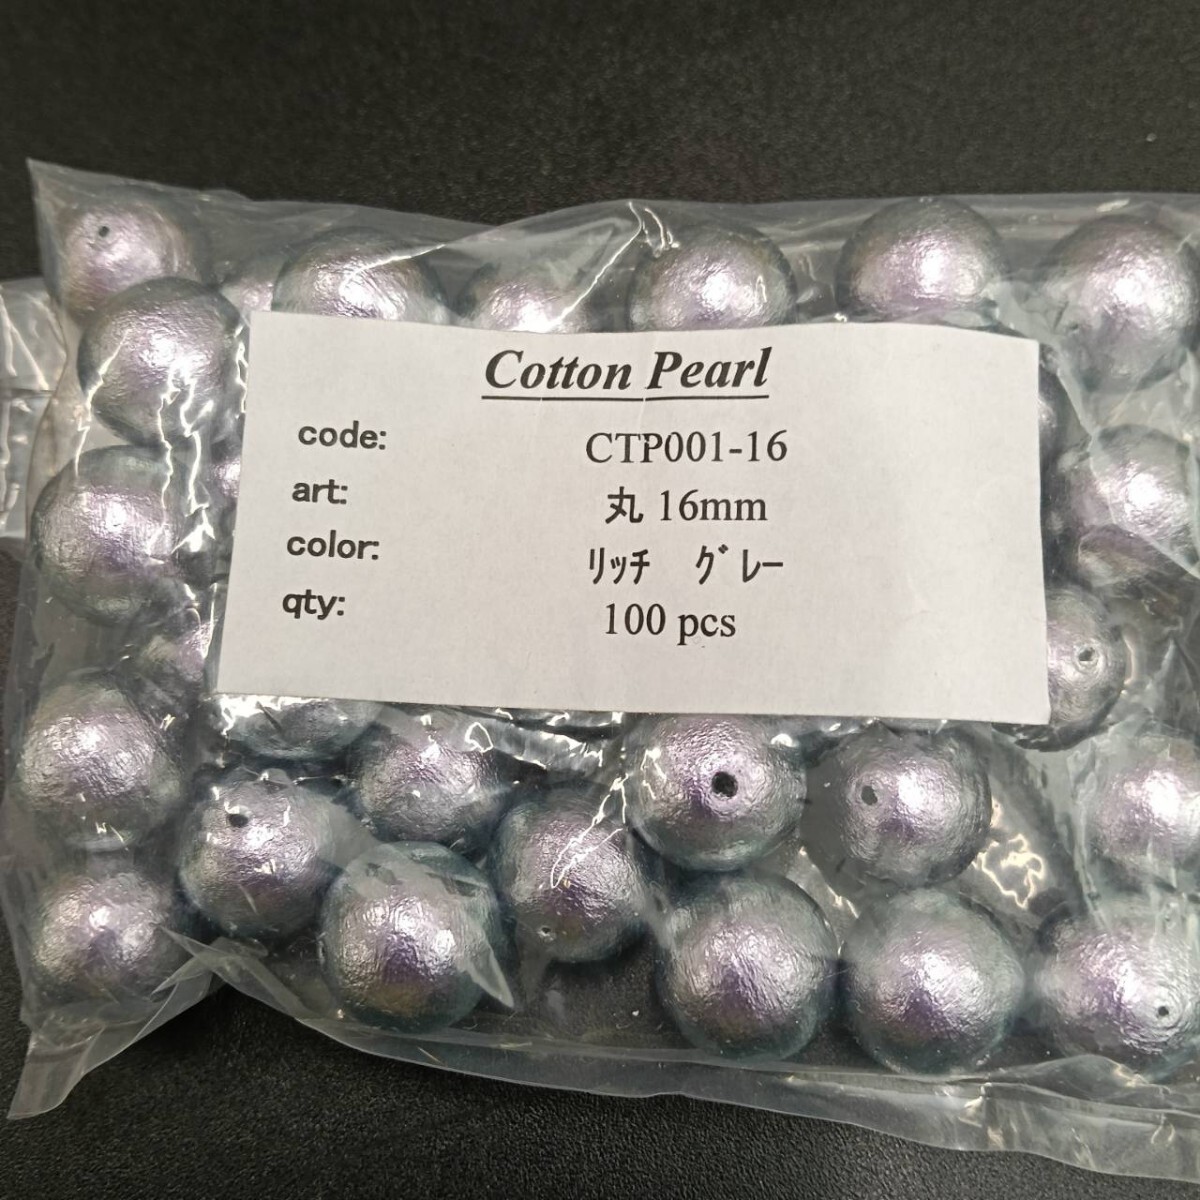 Cotton Pearl
code: CTP001-16
art: 丸 16mm
color: ﾘｯﾁ ｸﾞﾚｰ
qty: 100 pcs